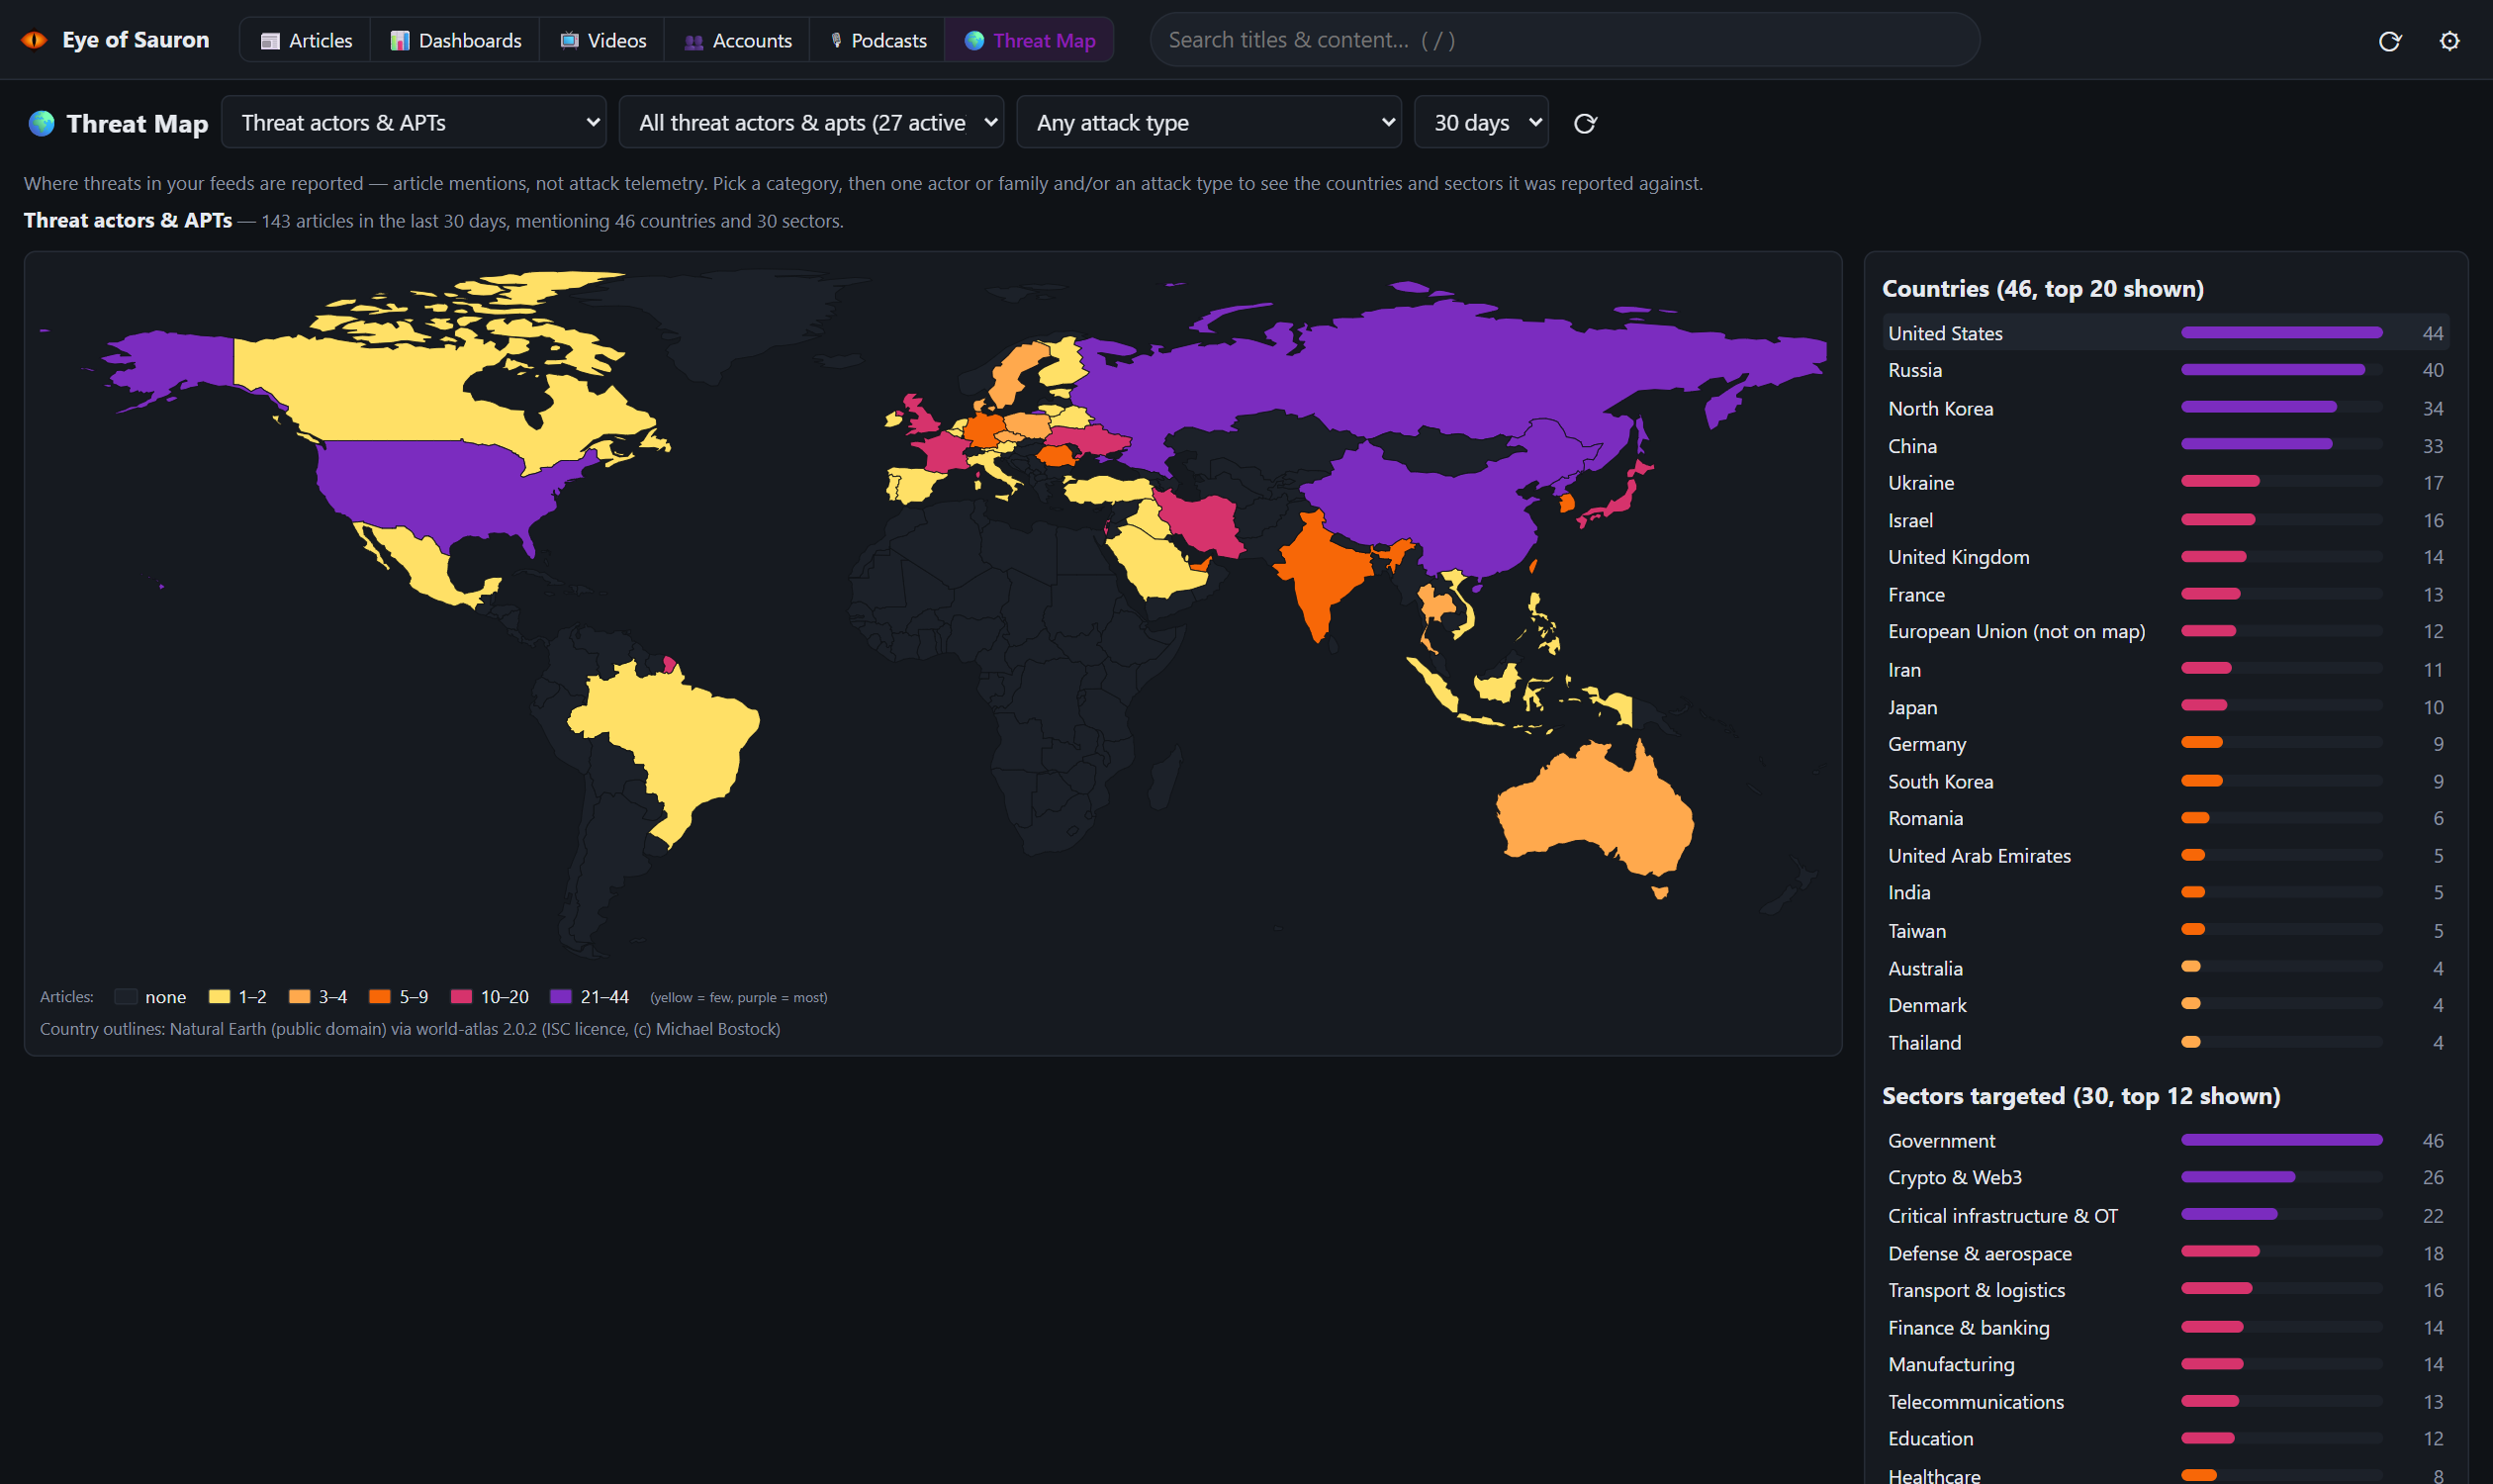 Eye of Sauron
Articles
Dashboards
Videos
Accounts
Podcasts
Threat Map
Search titles & content... ( / )
Threat Map
Threat actors & APTs
All threat actors & apts (27 active
Any attack type
30 days
Where threats in your feeds are reported — article mentions, not attack telemetry. Pick a category, then one actor or family and/or an attack type to see the countries and sectors it was reported against.
Threat actors & APTs — 143 articles in the last 30 days, mentioning 46 countries and 30 sectors.
Articles: none 1–2 3–4 5–9 10–20 21–44 (yellow = few, purple = most)
Country outlines: Natural Earth (public domain) via world-atlas 2.0.2 (ISC licence, (c) Michael Bostock)
Countries (46, top 20 shown)
United States 44
Russia 40
North Korea 34
China 33
Ukraine 17
Israel 16
United Kingdom 14
France 13
European Union (not on map) 12
Iran 11
Japan 10
Germany 9
South Korea 9
Romania 6
United Arab Emirates 5
India 5
Taiwan 5
Australia 4
Denmark 4
Thailand 4
Sectors targeted (30, top 12 shown)
Government 46
Crypto & Web3 26
Critical infrastructure & OT 22
Defense & aerospace 18
Transport & logistics 16
Finance & banking 14
Manufacturing 14
Telecommunications 13
Education 12
Healthcare 8